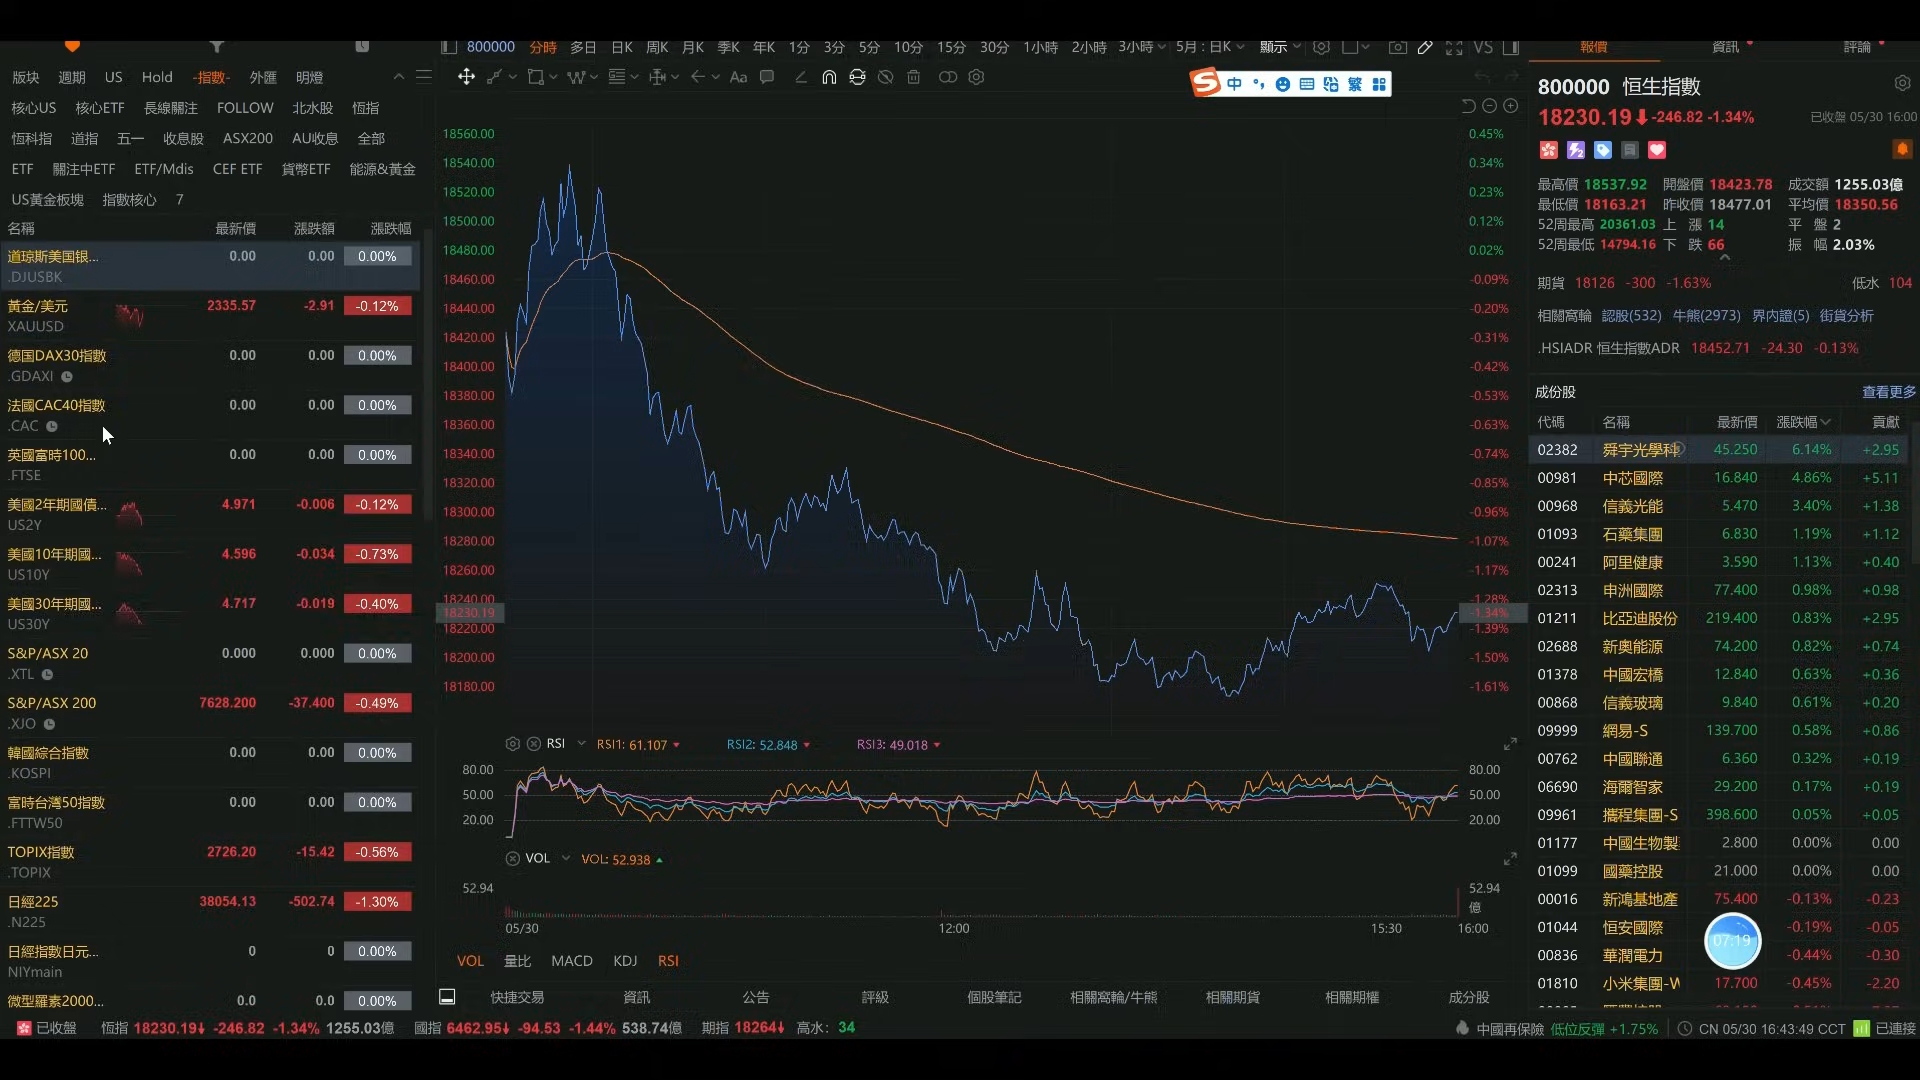 800000 分時 多日 日K 周K 月K 季K 年K 1分 3分 5分 10分 15分 30分 1小時 2小時 3小時 5月：日K 顯示 VS
報價 資訊 評論
版块 週期 US Hold -指數- 外匯 明燈
核心US 核心ETF 長線關注 FOLLOW 北水股 恆指
恆科指 道指 五一 收息股 ASX200 AU收息 全部
ETF 關注中ETF ETF/Mdis CEF ETF 貨幣ETF 能源&黃金
US黃金板塊 指數核心 7
名稱 最新價 漲跌額 漲跌幅
道琼斯美国银... 0.00 0.00 0.00%
.DJUSBK
黃金/美元 2335.57 -2.91 -0.12%
XAUUSD
德国DAX30指數 0.00 0.00 0.00%
.GDAXI
法國CAC40指數 0.00 0.00 0.00%
.CAC
英國富時100... 0.00 0.00 0.00%
.FTSE
美國2年期國債... 4.971 -0.006 -0.12%
US2Y
美國10年期國... 4.596 -0.034 -0.73%
US10Y
美國30年期國... 4.717 -0.019 -0.40%
US30Y
S&P/ASX 20 0.000 0.000 0.00%
.XTL
S&P/ASX 200 7628.200 -37.400 -0.49%
.XJO
韓國綜合指數 0.00 0.00 0.00%
.KOSPI
富時台灣50指數 0.00 0.00 0.00%
.FTTW50
TOPIX指數 2726.20 -15.42 -0.56%
.TOPIX
日經225 38054.13 -502.74 -1.30%
.N225
日經指數日元... 0 0 0.00%
NIYmain
微型羅素2000... 0.0 0.0 0.00%
Aa
中 繁
18560.00 0.45%
18540.00 0.34%
18520.00 0.23%
18500.00 0.12%
18480.00 0.02%
18460.00 -0.09%
18440.00 -0.20%
18420.00 -0.31%
18400.00 -0.42%
18380.00 -0.53%
18360.00 -0.63%
18340.00 -0.74%
18320.00 -0.85%
18300.00 -0.96%
18280.00 -1.07%
18260.00 -1.17%
18240.00 -1.28%
18230.19 -1.34%
18220.00 -1.39%
18200.00 -1.50%
18180.00 -1.61%
RSI RSI1: 61.107 RSI2: 52.848 RSI3: 49.018
80.00 80.00
50.00 50.00
20.00 20.00
VOL VOL: 52.938
52.94 52.94
億
05/30 12:00 15:30 16:00
VOL 量比 MACD KDJ RSI
快捷交易 資訊 公告 評級 個股筆記 相關窩輪/牛熊 相關期貨 相關期權 成分股
800000 恒生指數
18230.19 -246.82 -1.34% 已收盤 05/30 16:00
最高價 18537.92 開盤價 18423.78 成交額 1255.03億
最低價 18163.21 昨收價 18477.01 平均價 18350.56
52周最高 20361.03 上 漲 14 平 盤 2
52周最低 14794.16 下 跌 66 振 幅 2.03%
期貨 18126 -300 -1.63% 低水 104
相關窩輪 認股(532) 牛熊(2973) 界內證(5) 街貨分析
.HSIADR 恒生指數ADR 18452.71 -24.30 -0.13%
成份股 查看更多
代碼 名稱 最新價 漲跌幅 貢獻
02382 舜宇光學科 45.250 6.14% +2.95
00981 中芯國際 16.840 4.86% +5.11
00968 信義光能 5.470 3.40% +1.38
01093 石藥集團 6.830 1.19% +1.12
00241 阿里健康 3.590 1.13% +0.40
02313 申洲國際 77.400 0.98% +0.98
01211 比亞迪股份 219.400 0.83% +2.95
02688 新奧能源 74.200 0.82% +0.74
01378 中國宏橋 12.840 0.63% +0.36
00868 信義玻璃 9.840 0.61% +0.20
09999 網易-S 139.700 0.58% +0.86
00762 中國聯通 6.360 0.32% +0.19
06690 海爾智家 29.200 0.17% +0.19
09961 攜程集團-S 398.600 0.05% +0.05
01177 中國生物製 2.800 0.00% 0.00
01099 國藥控股 21.000 0.00% 0.00
00016 新鴻基地產 75.400 -0.13% -0.23
01044 恒安國際 -0.19% -0.05
07:19
00836 華潤電力 -0.44% -0.30
01810 小米集團-W 17.700 -0.45% -2.20
已收盤 恆指 18230.19 -246.82 -1.34% 1255.03億 國指 6462.95 -94.53 -1.44% 538.74億 期指 18264 高水： 34
中國再保險 低位反彈 +1.75% CN 05/30 16:43:49 CCT 已連接